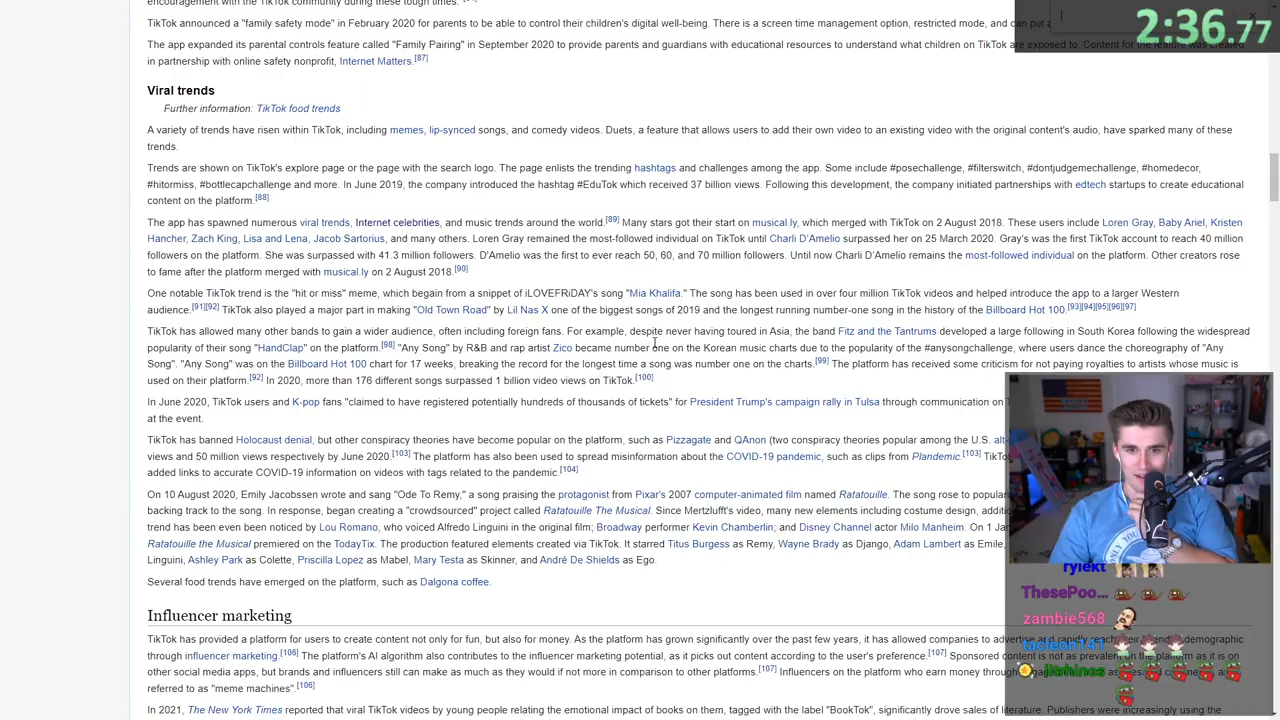 encouragement with the TikTok community during these tough times.
TikTok announced a "family safety mode" in February 2020 for parents to be able to control their children's digital well-being. There is a screen time management option, restricted mode, and can put a
2:36.77
The app expanded its parental controls feature called "Family Pairing" in September 2020 to provide parents and guardians with educational resources to understand what children on TikTok are exposed to. Content for the feature was created
in partnership with online safety nonprofit, Internet Matters.[87]
Viral trends
Further information: TikTok food trends
A variety of trends have risen within TikTok, including memes, lip-synced songs, and comedy videos. Duets, a feature that allows users to add their own video to an existing video with the original content's audio, have sparked many of these
trends.
Trends are shown on TikTok's explore page or the page with the search logo. The page enlists the trending hashtags and challenges among the app. Some include #posechallenge, #filterswitch, #dontjudgemechallenge, #homedecor,
#hitormiss, #bottlecapchallenge and more. In June 2019, the company introduced the hashtag #EduTok which received 37 billion views. Following this development, the company initiated partnerships with edtech startups to create educational
content on the platform.[88]
The app has spawned numerous viral trends, Internet celebrities, and music trends around the world.[89] Many stars got their start on musical.ly, which merged with TikTok on 2 August 2018. These users include Loren Gray, Baby Ariel, Kristen
Hancher, Zach King, Lisa and Lena, Jacob Sartorius, and many others. Loren Gray remained the most-followed individual on TikTok until Charli D'Amelio surpassed her on 25 March 2020. Gray's was the first TikTok account to reach 40 million
followers on the platform. She was surpassed with 41.3 million followers. D'Amelio was the first to ever reach 50, 60, and 70 million followers. Until now Charli D'Amelio remains the most-followed individual on the platform. Other creators rose
to fame after the platform merged with musical.ly on 2 August 2018.[90]
One notable TikTok trend is the "hit or miss" meme, which began from a snippet of iLOVEFRiDAY's song "Mia Khalifa." The song has been used in over four million TikTok videos and helped introduce the app to a larger Western
audience.[91][92] TikTok also played a major part in making "Old Town Road" by Lil Nas X one of the biggest songs of 2019 and the longest running number-one song in the history of the Billboard Hot 100.[93][94][95][96][97]
TikTok has allowed many other bands to gain a wider audience, often including foreign fans. For example, despite never having toured in Asia, the band Fitz and the Tantrums developed a large following in South Korea following the widespread
popularity of their song "HandClap" on the platform.[98] "Any Song" by R&B and rap artist Zico became number one on the Korean music charts due to the popularity of the #anysongchallenge, where users dance the choreography of "Any
Song". "Any Song" was on the Billboard Hot 100 chart for 17 weeks, breaking the record for the longest time a song was number one on the charts.[99] The platform has received some criticism for not paying royalties to artists whose music is
used on their platform.[92] In 2020, more than 176 different songs surpassed 1 billion video views on TikTok.[100]
In June 2020, TikTok users and K-pop fans "claimed to have registered potentially hundreds of thousands of tickets" for President Trump's campaign rally in Tulsa through communication on
at the event.
TikTok has banned Holocaust denial, but other conspiracy theories have become popular on the platform, such as Pizzagate and QAnon (two conspiracy theories popular among the U.S. alt-
views and 50 million views respectively by June 2020.[103] The platform has also been used to spread misinformation about the COVID-19 pandemic, such as clips from Plandemic.[103]
added links to accurate COVID-19 information on videos with tags related to the pandemic.[104]
On 10 August 2020, Emily Jacobssen wrote and sang "Ode To Remy," a song praising the protagonist from Pixar's 2007 computer-animated film named Ratatouille. The song rose to
backing track to the song. In response, began creating a "crowdsourced" project called Ratatouille The Musical. Since Mertzlufft's video, many new elements including costume design,
trend has been even been noticed by Lou Romano, who voiced Alfredo Linguini in the original film; Broadway performer Kevin Chamberlin; and Disney Channel actor Milo Manheim. On 1
Ratatouille the Musical premiered on the TodayTix. The production featured elements created via TikTok. It starred Titus Burgess as Remy, Wayne Brady as Django, Adam Lambert as Emile,
Linguini, Ashley Park as Colette, Priscilla Lopez as Mabel, Mary Testa as Skinner, and André De Shields as Ego.
rylekt
Several food trends have emerged on the platform, such as Dalgona coffee.
ThesePoo...
zambie568
Influencer marketing
TikTok has provided a platform for users to create content not only for fun, but also for money. As the platform has grown significantly over the past few years, it has allowed companies to advertise and rapidly reach their intended demographic
through influencer marketing.[106] The platform's AI algorithm also contributes to the influencer marketing potential, as it picks out content according to the user's preference.[107] Sponsored content is not as prevalent on the platform as it is on
other social media apps, but brands and influencers still can make as much as they would if not more in comparison to other platforms.[107] Influencers on the platform who earn money through
referred to as "meme machines".[106]
In 2021, The New York Times reported that viral TikTok videos by young people relating the emotional impact of books on them, tagged with the label "BookTok", significantly drove sales of literature. Publishers were increasingly using the